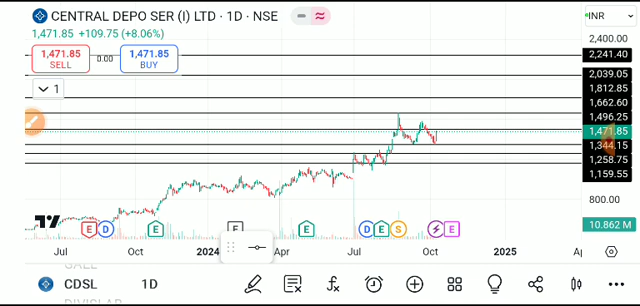 CENTRAL DEPO SER (I) LTD · 1D · NSE
INR
1,471.85 +109.75 (+8.06%)
2,400.00
1,471.85
SELL
0.00
1,471.85
BUY
2,241.40
2,039.05
1
1,812.85
1,662.60
1,496.25
1,471.85
1,344.15
1,258.75
1,159.55
800.00
E D E E E D E S E
10.862 M
Jul Oct 2024 Apr Jul Oct 2025
CDSL 1D